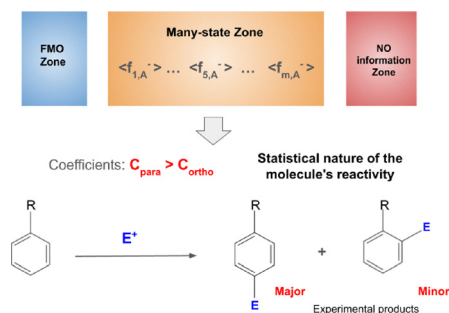 FMO
Zone
Many-state Zone
<f1,A-> ... <f5,A-> ... <fm,A->
NO
information
Zone
Coefficients: Cpara > Cortho
Statistical nature of the
molecule's reactivity
R
E+
R
E
Major
+
R
E
Minor
Experimental products